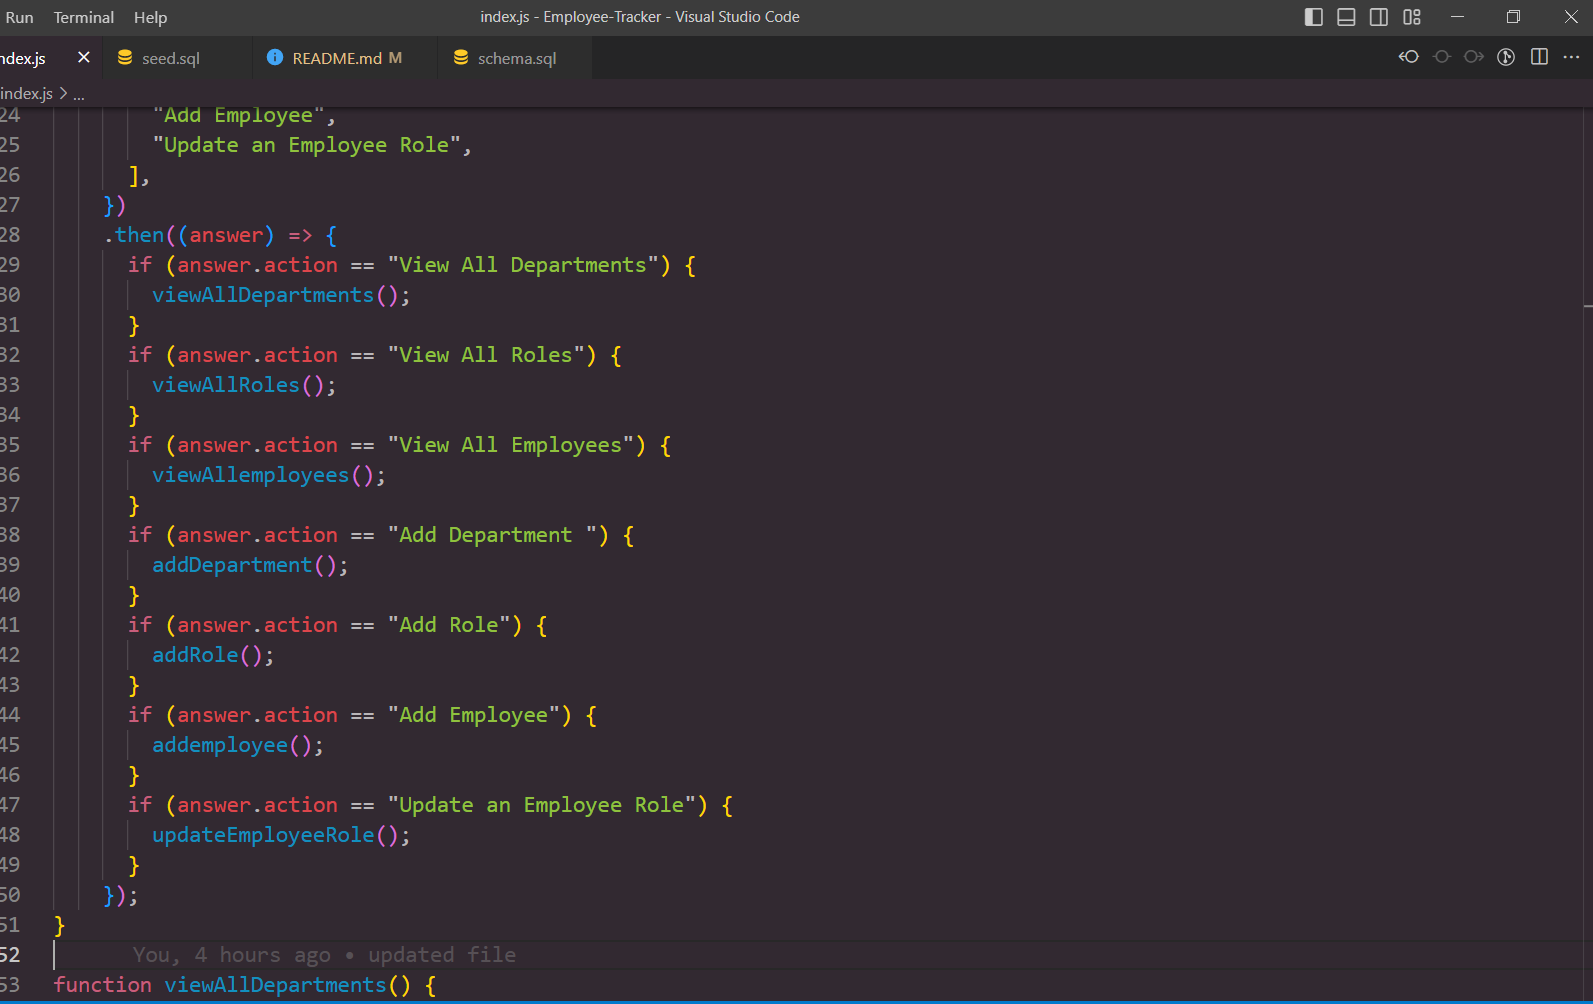 Run Terminal Help index.js - Employee-Tracker - Visual Studio Code
ndex.js seed.sql README.md M schema.sql
index.js > ...
24 "Add Employee",
25 "Update an Employee Role",
26 ],
27 })
28 .then((answer) => {
29 if (answer.action == "View All Departments") {
30 viewAllDepartments();
31 }
32 if (answer.action == "View All Roles") {
33 viewAllRoles();
34 }
35 if (answer.action == "View All Employees") {
36 viewAllemployees();
37 }
38 if (answer.action == "Add Department ") {
39 addDepartment();
40 }
41 if (answer.action == "Add Role") {
42 addRole();
43 }
44 if (answer.action == "Add Employee") {
45 addemployee();
46 }
47 if (answer.action == "Update an Employee Role") {
48 updateEmployeeRole();
49 }
50 });
51 }
52 You, 4 hours ago • updated file
53 function viewAllDepartments() {